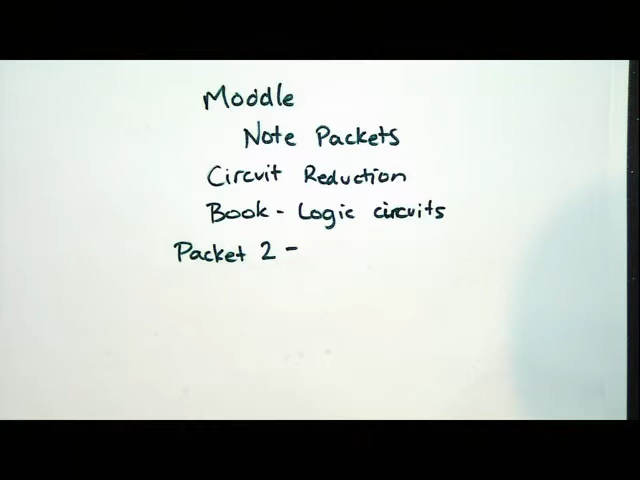 Moodle
Note Packets
Circuit Reduction
Book - Logic circuits
Packet 2 -